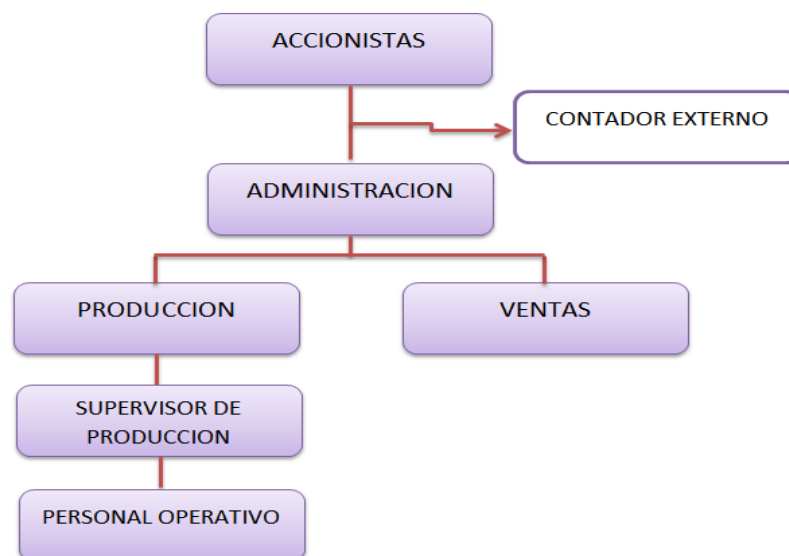 ACCIONISTAS
CONTADOR EXTERNO
ADMINISTRACION
PRODUCCION
VENTAS
SUPERVISOR DE
PRODUCCION
PERSONAL OPERATIVO